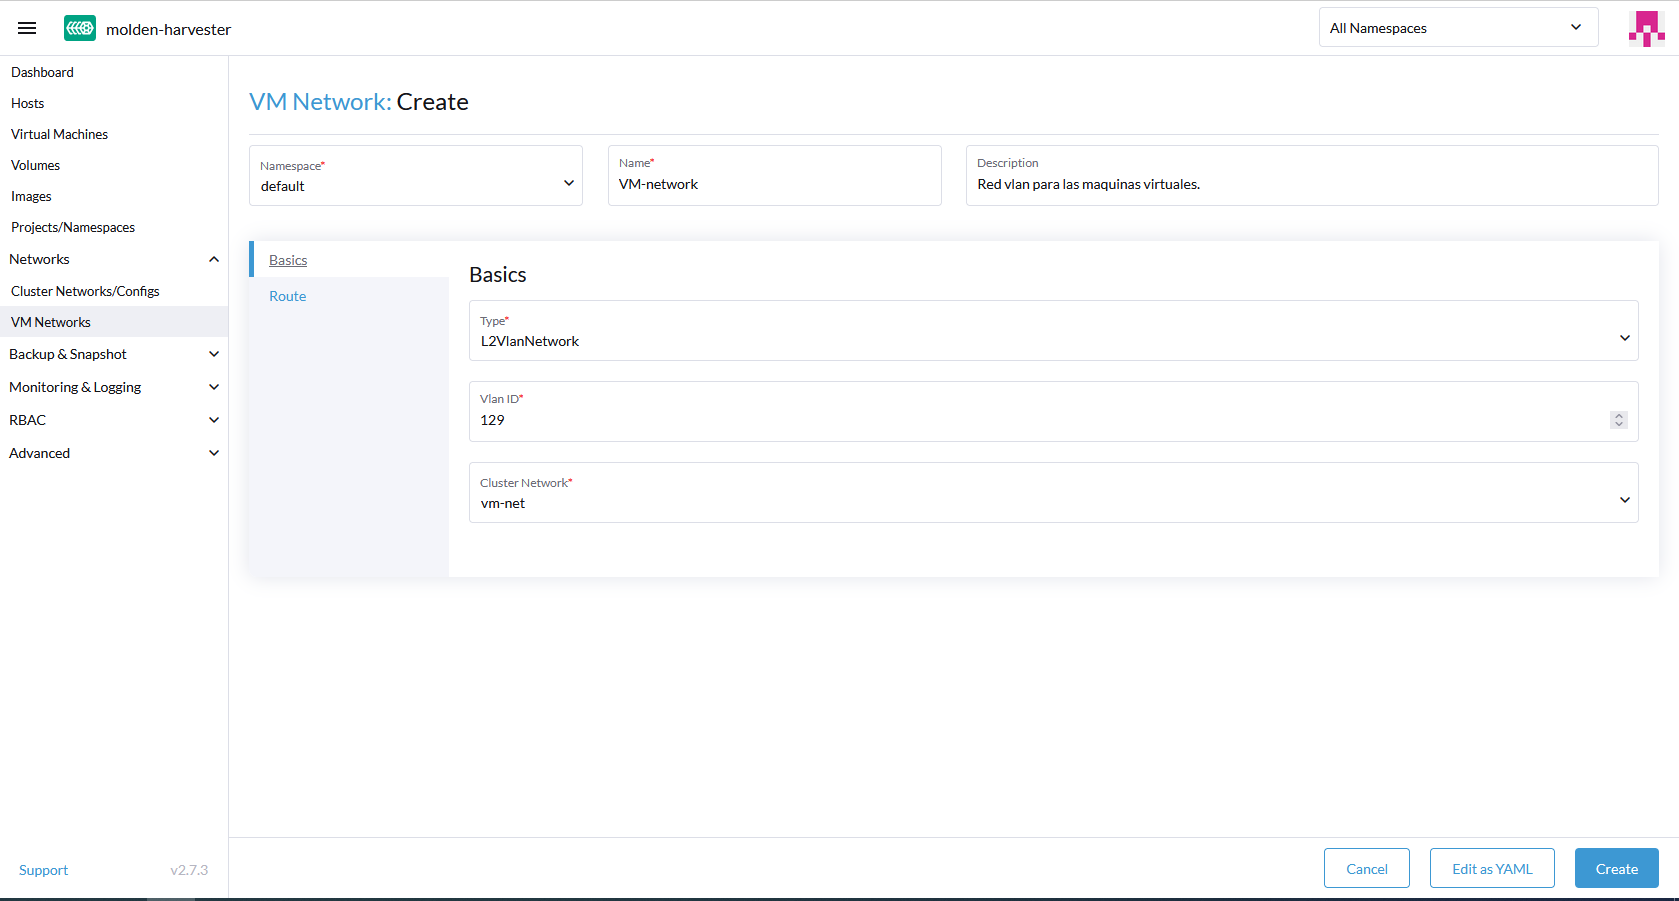 molden-harvester
All Namespaces
Dashboard
Hosts
Virtual Machines
Volumes
Images
Projects/Namespaces
Networks
Cluster Networks/Configs
VM Networks
Backup & Snapshot
Monitoring & Logging
RBAC
Advanced
Support v2.7.3
VM Network: Create
Namespace*
default
Name*
VM-network
Description
Red vlan para las maquinas virtuales.
Basics
Route
Basics
Type*
L2VlanNetwork
Vlan ID*
129
Cluster Network*
vm-net
Cancel
Edit as YAML
Create